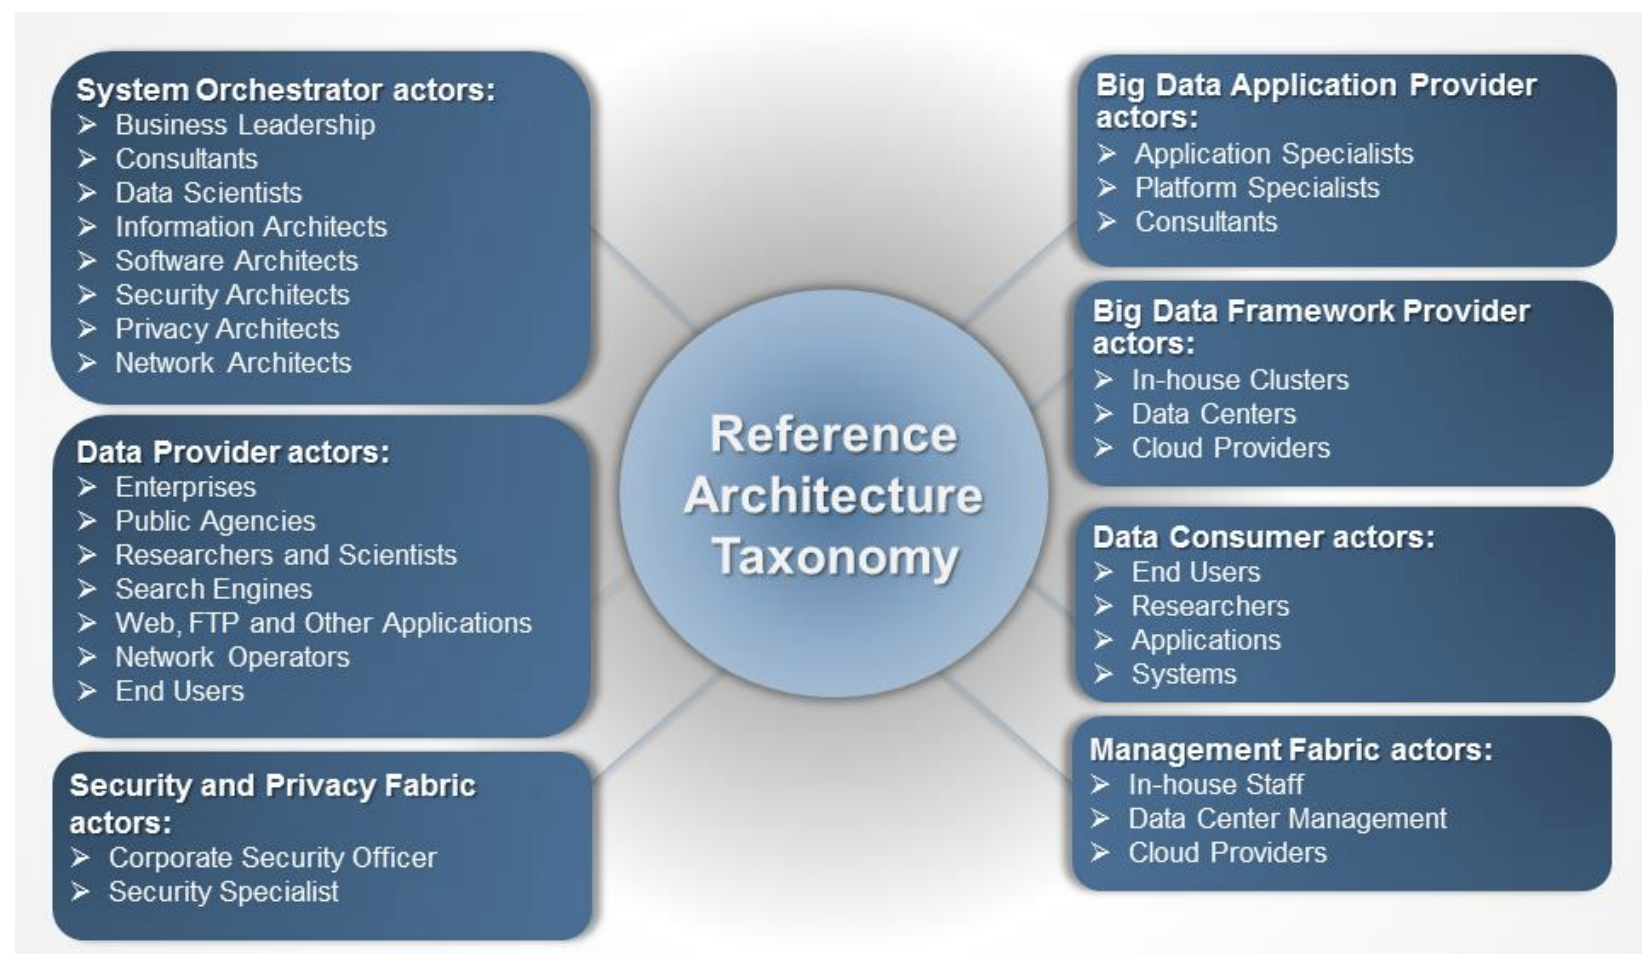 System Orchestrator actors:
➢ Business Leadership
➢ Consultants
➢ Data Scientists
➢ Information Architects
➢ Software Architects
➢ Security Architects
➢ Privacy Architects
➢ Network Architects
Data Provider actors:
➢ Enterprises
➢ Public Agencies
➢ Researchers and Scientists
➢ Search Engines
➢ Web, FTP and Other Applications
➢ Network Operators
➢ End Users
Security and Privacy Fabric
actors:
➢ Corporate Security Officer
➢ Security Specialist
Reference
Architecture
Taxonomy
Big Data Application Provider
actors:
➢ Application Specialists
➢ Platform Specialists
➢ Consultants
Big Data Framework Provider
actors:
➢ In-house Clusters
➢ Data Centers
➢ Cloud Providers
Data Consumer actors:
➢ End Users
➢ Researchers
➢ Applications
➢ Systems
Management Fabric actors:
➢ In-house Staff
➢ Data Center Management
➢ Cloud Providers